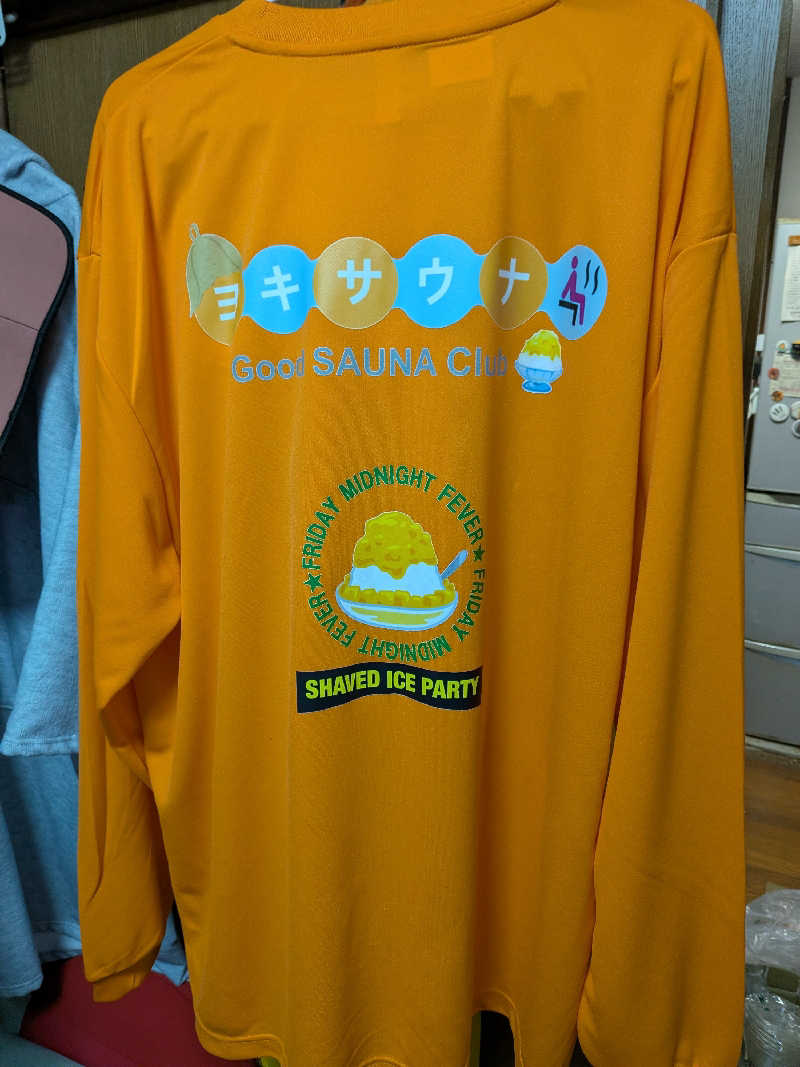 ヨキサウナ
Good SAUNA Club
FRIDAY MIDNIGHT FEVER★FRIDAY MIDNIGHT FEVER★
SHAVED ICE PARTY